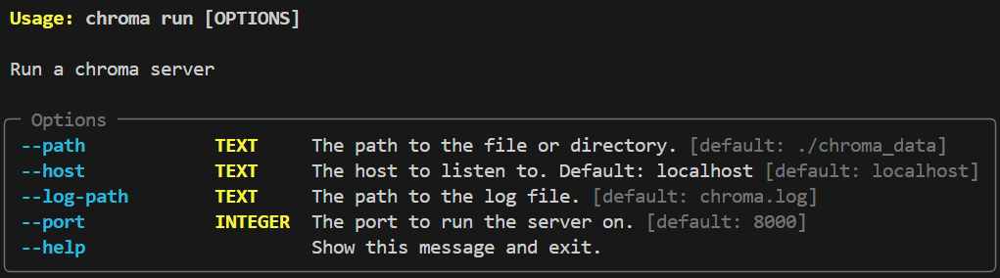 Usage: chroma run [OPTIONS]
Run a chroma server
Options
--path TEXT The path to the file or directory. [default: ./chroma_data]
--host TEXT The host to listen to. Default: localhost [default: localhost]
--log-path TEXT The path to the log file. [default: chroma.log]
--port INTEGER The port to run the server on. [default: 8000]
--help Show this message and exit.